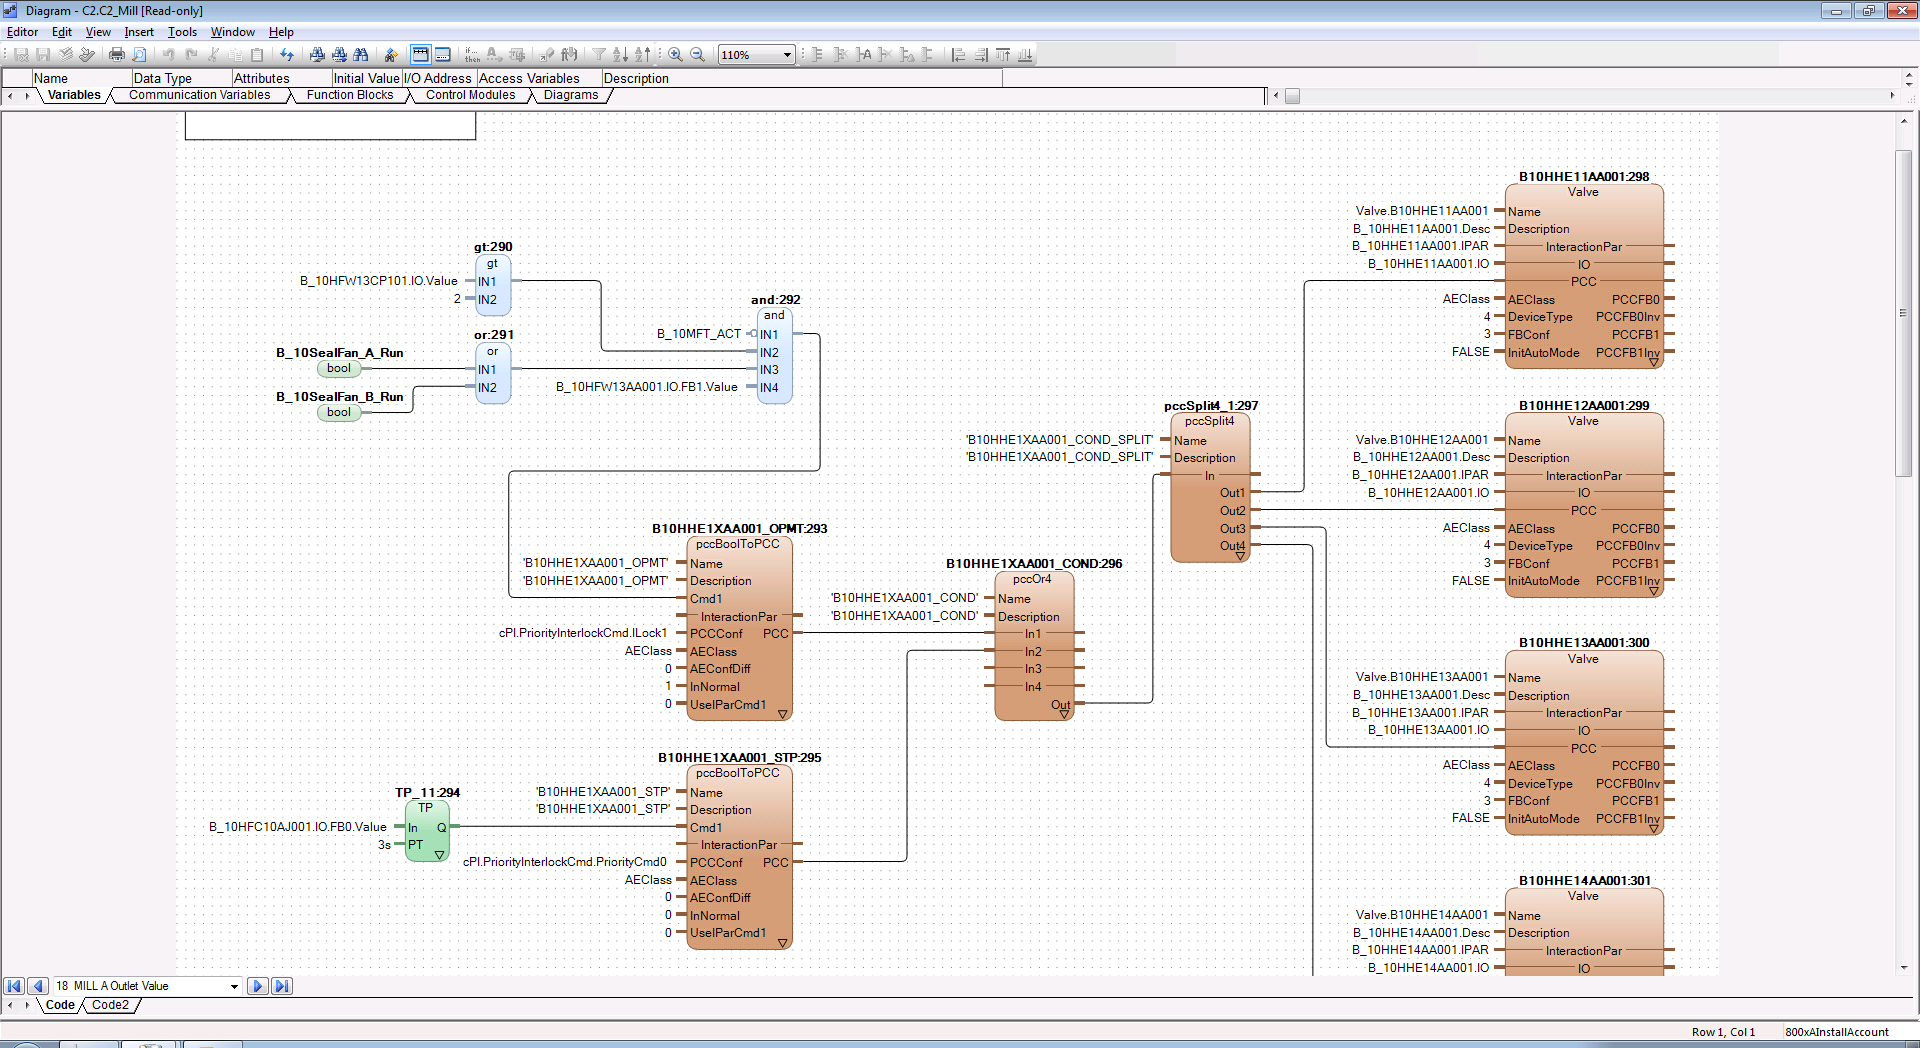 Diagram - C2.C2_Mill [Read-only]
Editor Edit View Insert Tools Window Help
if... then
110%
Name Data Type Attributes Initial Value I/O Address Access Variables Description
Variables Communication Variables Function Blocks Control Modules Diagrams
gt:290
gt
B_10HFW13CP101.IO.Value IN1
2 IN2
or:291
or
B_10SealFan_A_Run
bool
IN1
B_10SealFan_B_Run
bool
IN2
and:292
and
B_10MFT_ACT IN1
IN2
IN3
B_10HFW13AA001.IO.FB1.Value IN4
B10HHE1XAA001_OPMT:293
pccBoolToPCC
'B10HHE1XAA001_OPMT' Name
'B10HHE1XAA001_OPMT' Description
Cmd1
InteractionPar
cPI.PriorityInterlockCmd.ILock1 PCCConf PCC
AEClass AEClass
0 AEConfDiff
1 InNormal
0 UseIParCmd1
TP_11:294
TP
B_10HFC10AJ001.IO.FB0.Value In Q
3s PT
B10HHE1XAA001_STP:295
pccBoolToPCC
'B10HHE1XAA001_STP' Name
'B10HHE1XAA001_STP' Description
Cmd1
InteractionPar
cPI.PriorityInterlockCmd.PriorityCmd0 PCCConf PCC
AEClass AEClass
0 AEConfDiff
0 InNormal
0 UseIParCmd1
B10HHE1XAA001_COND:296
pccOr4
'B10HHE1XAA001_COND' Name
'B10HHE1XAA001_COND' Description
In1
In2
In3
In4
Out
pccSplit4_1:297
pccSplit4
'B10HHE1XAA001_COND_SPLIT' Name
'B10HHE1XAA001_COND_SPLIT' Description
In
Out1
Out2
Out3
Out4
B10HHE11AA001:298
Valve
Valve.B10HHE11AA001 Name
B_10HHE11AA001.Desc Description
B_10HHE11AA001.IPAR InteractionPar
B_10HHE11AA001.IO IO
PCC
AEClass AEClass PCCFB0
4 DeviceType PCCFB0Inv
3 FBConf PCCFB1
FALSE InitAutoMode PCCFB1Inv
B10HHE12AA001:299
Valve
Valve.B10HHE12AA001 Name
B_10HHE12AA001.Desc Description
B_10HHE12AA001.IPAR InteractionPar
B_10HHE12AA001.IO IO
PCC
AEClass AEClass PCCFB0
4 DeviceType PCCFB0Inv
3 FBConf PCCFB1
FALSE InitAutoMode PCCFB1Inv
B10HHE13AA001:300
Valve
Valve.B10HHE13AA001 Name
B_10HHE13AA001.Desc Description
B_10HHE13AA001.IPAR InteractionPar
B_10HHE13AA001.IO IO
PCC
AEClass AEClass PCCFB0
4 DeviceType PCCFB0Inv
3 FBConf PCCFB1
FALSE InitAutoMode PCCFB1Inv
B10HHE14AA001:301
Valve
Valve.B10HHE14AA001 Name
B_10HHE14AA001.Desc Description
B_10HHE14AA001.IPAR InteractionPar
B_10HHE14AA001.IO IO
18 MILL A Outlet Value
Code Code2
Row 1, Col 1 800xAInstallAccount